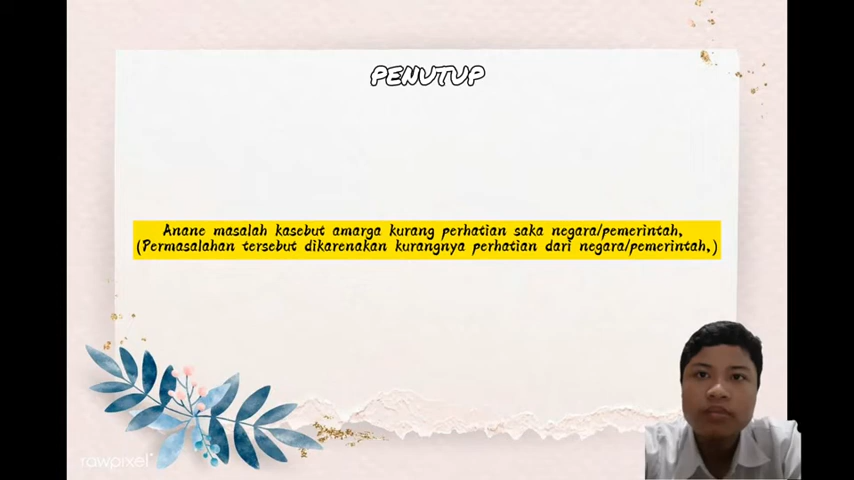 PENUTUP
Anane masalah kasebut amarga kurang perhatian saka negara/pemerintah,
(Permasalahan tersebut dikarenakan kurangnya perhatian dari negara/pemerintah,)
rawpixel